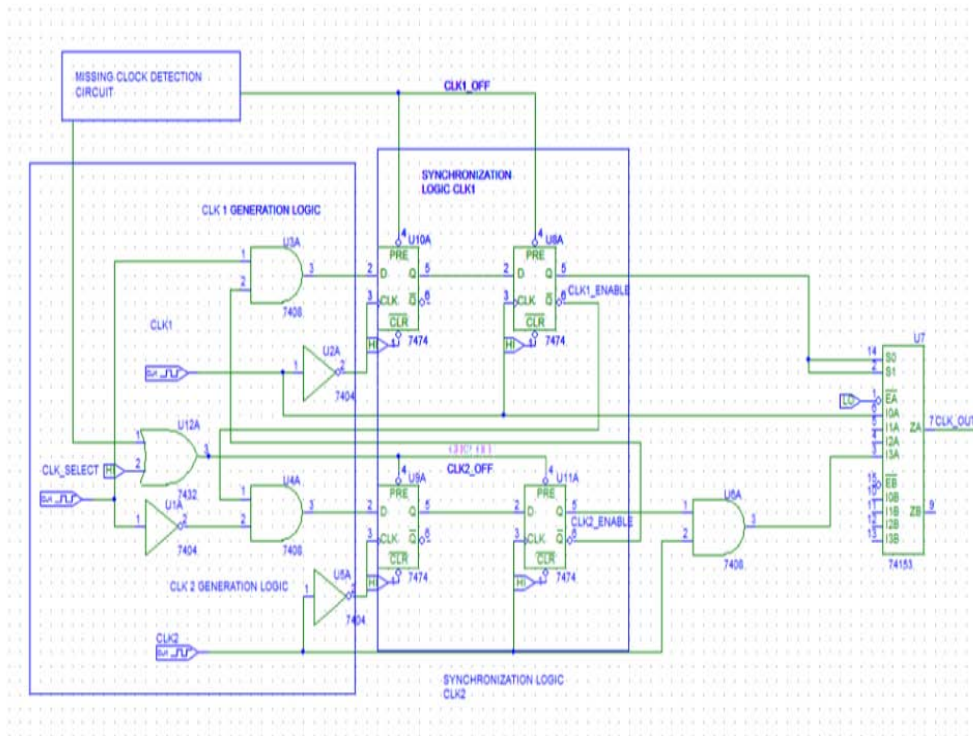 MISSING CLOCK DETECTION
CIRCUIT
CLK1_OFF
SYNCHRONIZATION
LOGIC CLK1
CLK 1 GENERATION LOGIC
U3A
1
2
3
7408
U10A
4
PRE
2 D Q 5
3 CLK Q 6
CLR
HI 1
7474
U8A
4
PRE
2 D Q 5
3 CLK Q 6
CLR
HI 1
7474
CLK1_ENABLE
CLK1
U2A
1
2
7404
U7
14 S0
2 S1
LO
1 EA
6 I0A
5 I1A
4 I2A
3 I3A
15 EB
10 I0B
11 I1B
12 I2B
13 I3B
ZA 7
ZB 9
74153
CLK_OUT
U12A
1
2
3
7432
CLK_SELECT
U1A
1
2
7404
U4A
1
2
3
7408
CLK2_OFF
U9A
4
PRE
2 D Q 5
3 CLK Q 6
CLR
HI 1
7474
U11A
4
PRE
2 D Q 5
3 CLK Q 6
CLR
HI 1
7474
CLK2_ENABLE
U6A
1
2
3
7408
CLK 2 GENERATION LOGIC
U5A
1
2
7404
CLK2
SYNCHRONIZATION LOGIC
CLK2